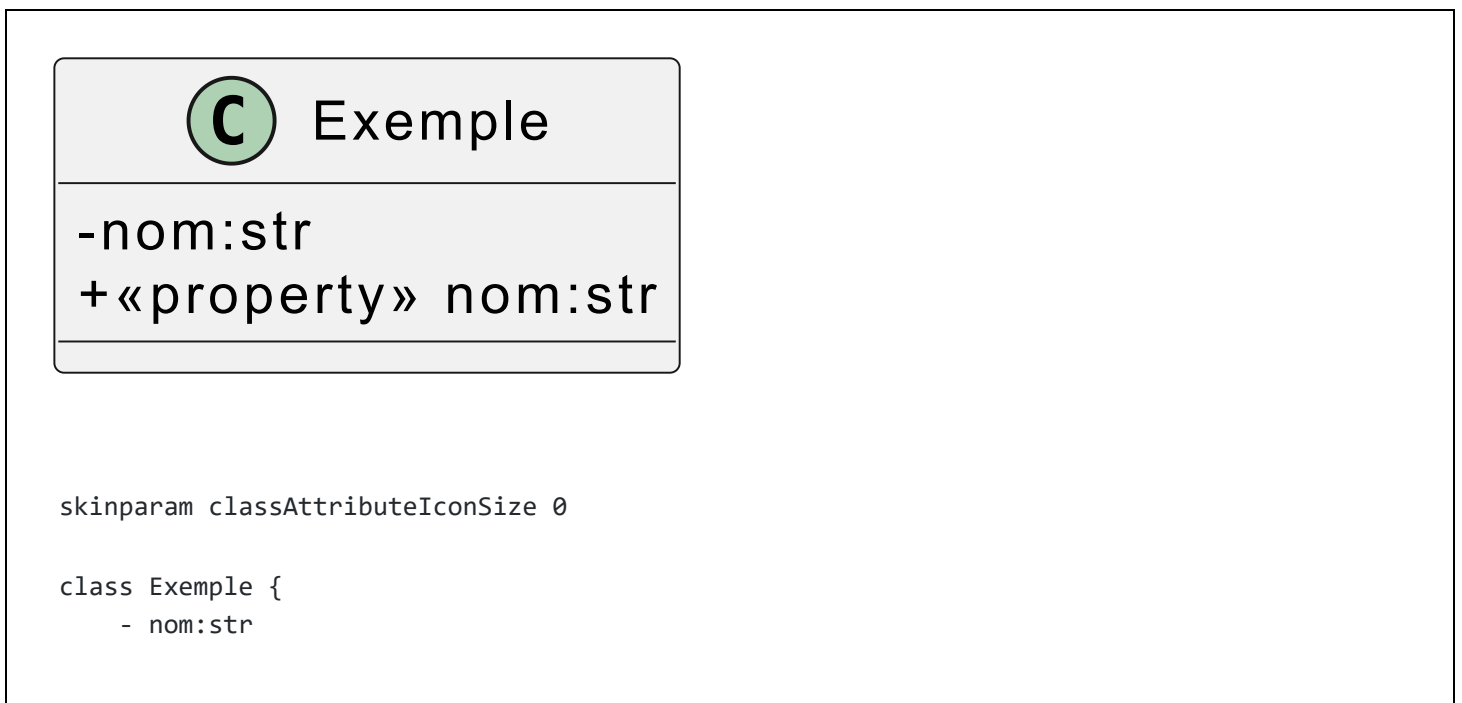 C Exemple
-nom:str
+«property» nom:str
skinparam classAttributeIconSize 0
class Exemple {
    - nom:str